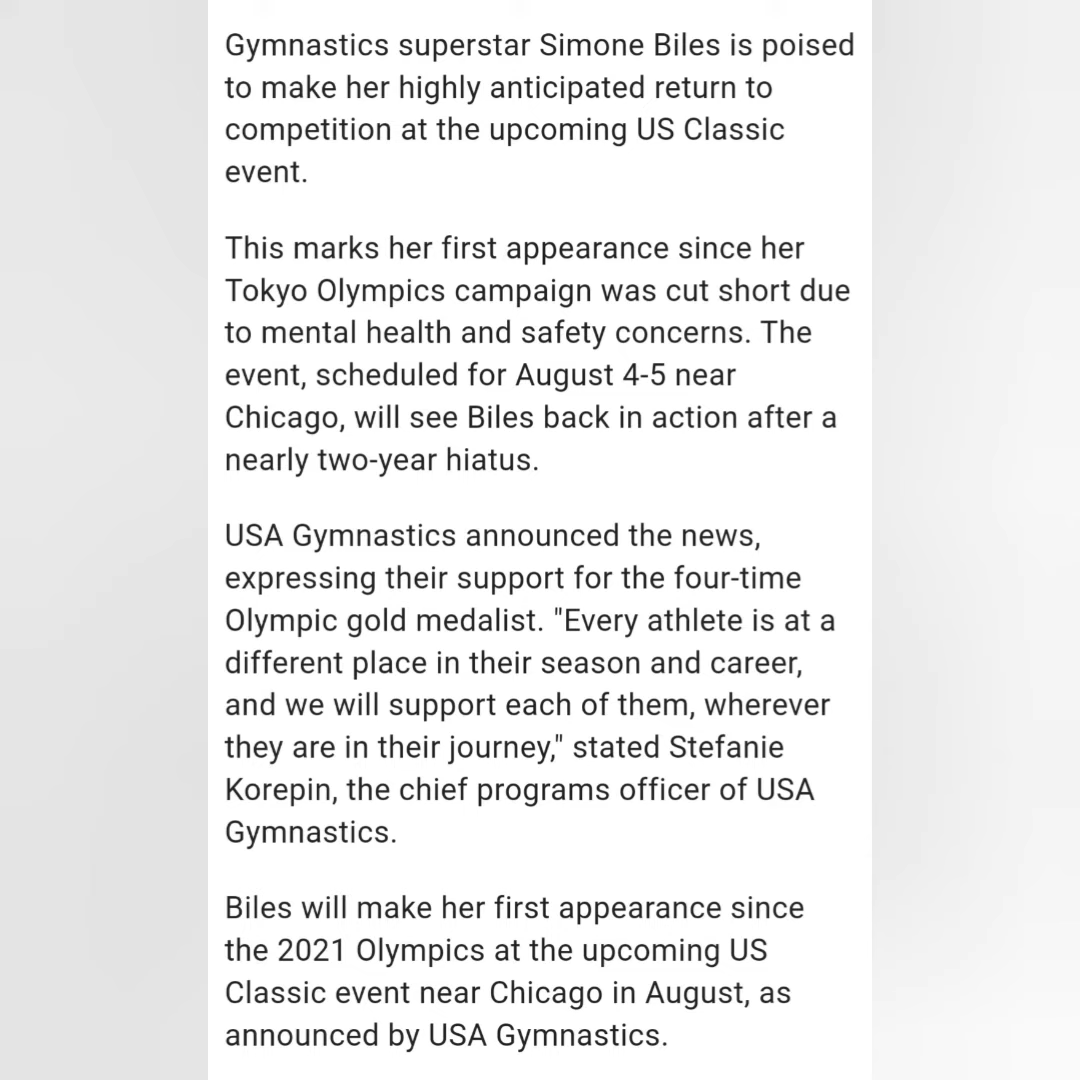 Gymnastics superstar Simone Biles is poised
to make her highly anticipated return to
competition at the upcoming US Classic
event.
This marks her first appearance since her
Tokyo Olympics campaign was cut short due
to mental health and safety concerns. The
event, scheduled for August 4-5 near
Chicago, will see Biles back in action after a
nearly two-year hiatus.
USA Gymnastics announced the news,
expressing their support for the four-time
Olympic gold medalist. "Every athlete is at a
different place in their season and career,
and we will support each of them, wherever
they are in their journey," stated Stefanie
Korepin, the chief programs officer of USA
Gymnastics.
Biles will make her first appearance since
the 2021 Olympics at the upcoming US
Classic event near Chicago in August, as
announced by USA Gymnastics.